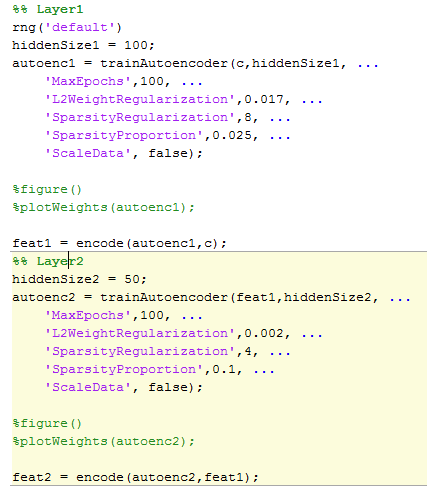 %% Layer1
rng('default')
hiddenSize1 = 100;
autoenc1 = trainAutoencoder(c,hiddenSize1, ...
    'MaxEpochs',100, ...
    'L2WeightRegularization',0.017, ...
    'SparsityRegularization',8, ...
    'SparsityProportion',0.025, ...
    'ScaleData', false);

%figure()
%plotWeights(autoenc1);

feat1 = encode(autoenc1,c);
%% Layer2
hiddenSize2 = 50;
autoenc2 = trainAutoencoder(feat1,hiddenSize2, ...
    'MaxEpochs',100, ...
    'L2WeightRegularization',0.002, ...
    'SparsityRegularization',4, ...
    'SparsityProportion',0.1, ...
    'ScaleData', false);

%figure()
%plotWeights(autoenc2);

feat2 = encode(autoenc2,feat1);